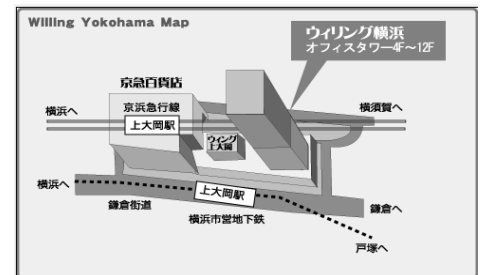 Willing Yokohama Map
ウィリング横浜
オフィスタワー4F〜12F
京急百貨店
横浜へ
京浜急行線
横須賀へ
上大岡駅
ウィング
上大岡
横浜へ
上大岡駅
鎌倉街道
鎌倉へ
横浜市営地下鉄
戸塚へ